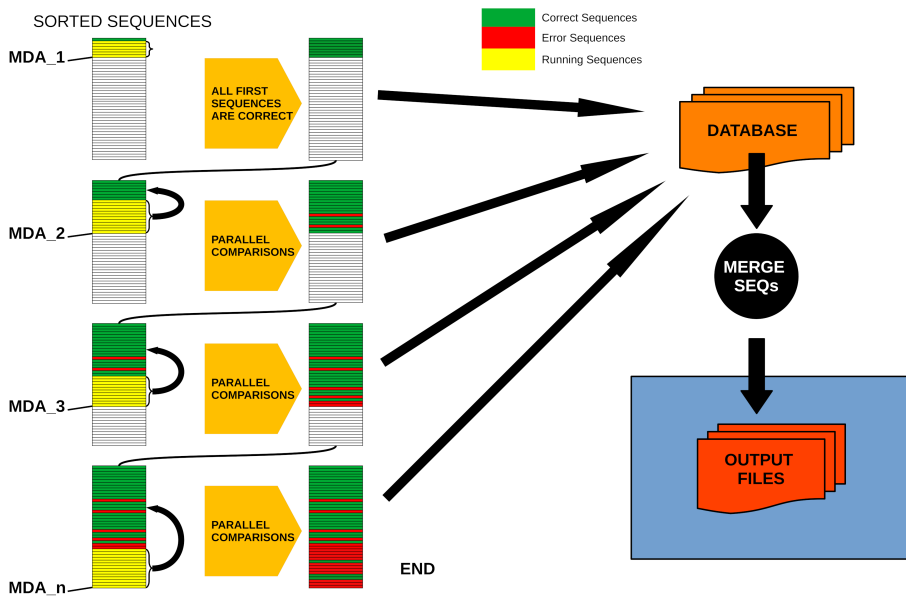 SORTED SEQUENCES
Correct Sequences
Error Sequences
Running Sequences
MDA_1
ALL FIRST
SEQUENCES
ARE CORRECT
DATABASE
MDA_2
PARALLEL
COMPARISONS
MERGE
SEQs
MDA_3
PARALLEL
COMPARISONS
OUTPUT
FILES
PARALLEL
COMPARISONS
END
MDA_n